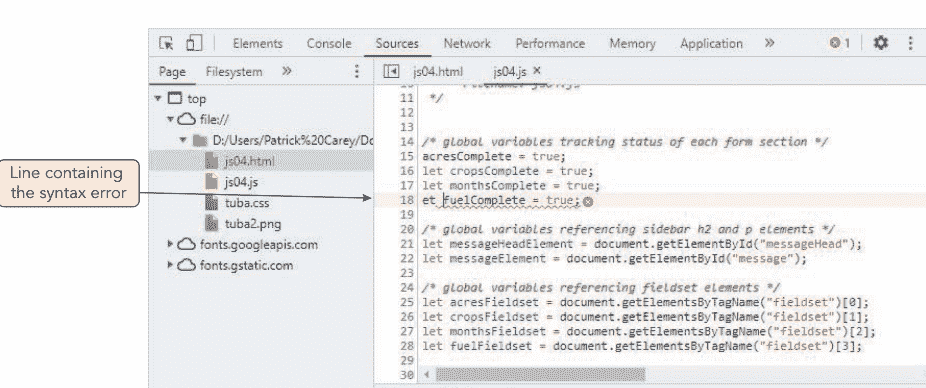 Elements Console Sources Network Performance Memory Application » 1
Page Filesystem » js04.html js04.js ×
top
file://
D:/Users/Patrick%20Carey/Do
js04.html
js04.js
tuba.css
tuba2.png
fonts.googleapis.com
fonts.gstatic.com
Line containing
the syntax error
11 */
12
13
14 /* global variables tracking status of each form section */
15 acresComplete = true;
16 let cropsComplete = true;
17 let monthsComplete = true;
18 et fuelComplete = true;
19
20 /* global variables referencing sidebar h2 and p elements */
21 let messageHeadElement = document.getElementById("messageHead");
22 let messageElement = document.getElementById("message");
23
24 /* global variables referencing fieldset elements */
25 let acresFieldset = document.getElementsByTagName("fieldset")[0];
26 let cropsFieldset = document.getElementsByTagName("fieldset")[1];
27 let monthsFieldset = document.getElementsByTagName("fieldset")[2];
28 let fuelFieldset = document.getElementsByTagName("fieldset")[3];
29
30